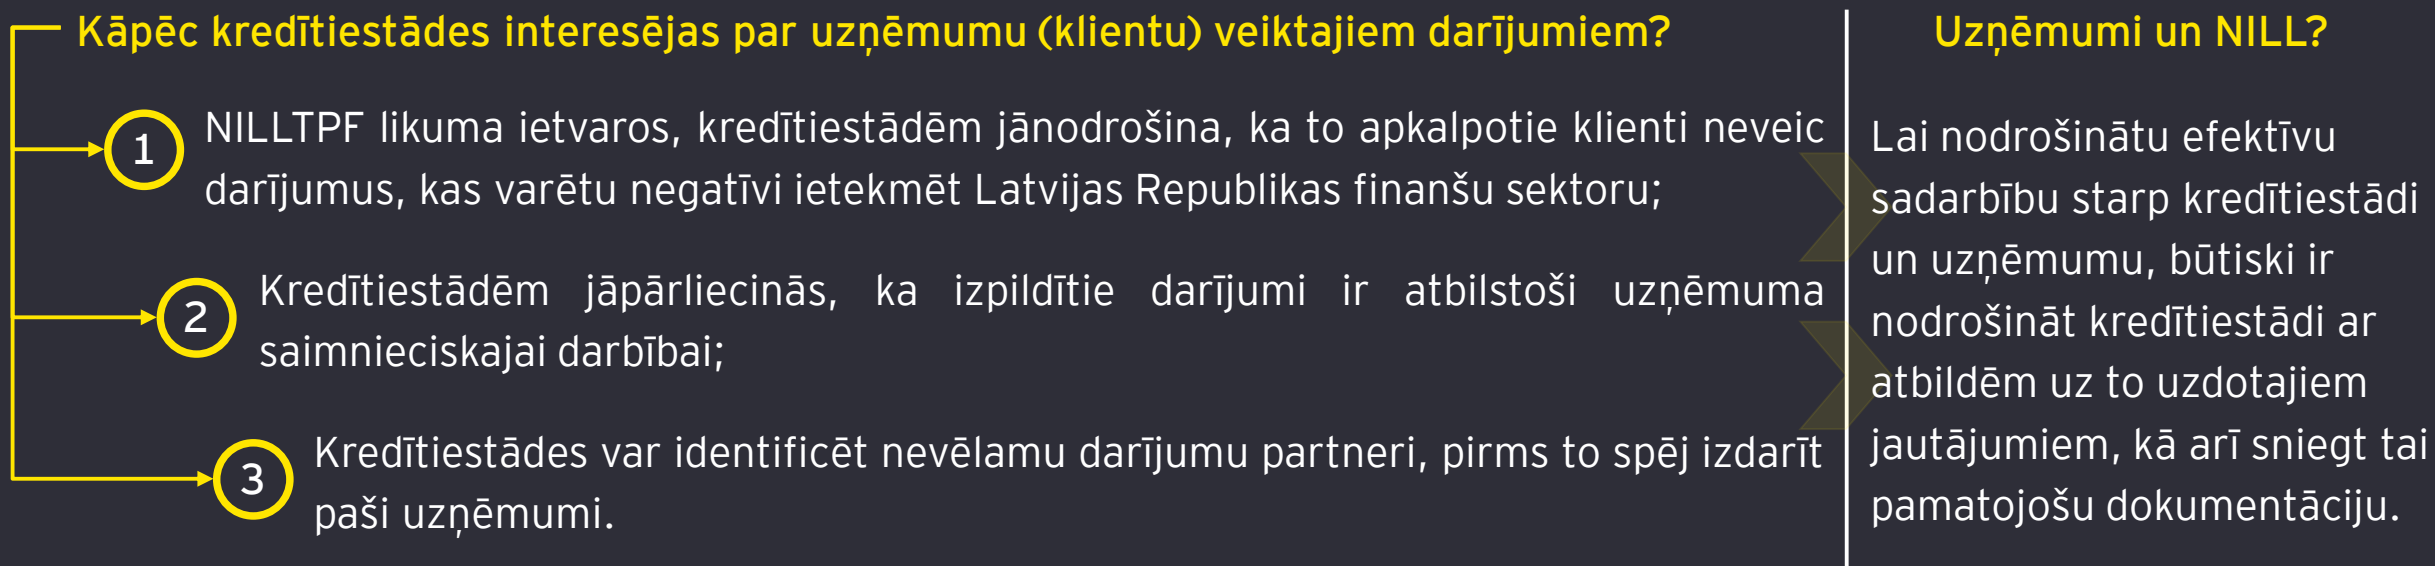 Kāpēc kredītiestādes interesējas par uzņēmumu (klientu) veiktajiem darījumiem?
1
NILLTPF likuma ietvaros, kredītiestādēm jānodrošina, ka to apkalpotie klienti neveic
darījumus, kas varētu negatīvi ietekmēt Latvijas Republikas finanšu sektoru;
2
Kredītiestādēm jāpārliecinās, ka izpildītie darījumi ir atbilstoši uzņēmuma
saimnieciskajai darbībai;
3
Kredītiestādes var identificēt nevēlamu darījumu partneri, pirms to spēj izdarīt
paši uzņēmumi.
Uzņēmumi un NILL?
Lai nodrošinātu efektīvu
sadarbību starp kredītiestādi
un uzņēmumu, būtiski ir
nodrošināt kredītiestādi ar
atbildēm uz to uzdotajiem
jautājumiem, kā arī sniegt tai
pamatojošu dokumentāciju.